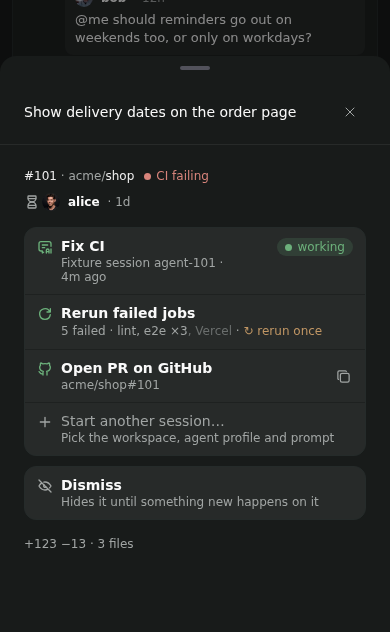 @me should reminders go out on
weekends too, or only on workdays?
Show delivery dates on the order page
#101 · acme/shop ● CI failing
alice · 1d
Fix CI
working
Fixture session agent-101 ·
4m ago
Rerun failed jobs
5 failed · lint, e2e ×3, Vercel · ↻ rerun once
Open PR on GitHub
acme/shop#101
Start another session…
Pick the workspace, agent profile and prompt
Dismiss
Hides it until something new happens on it
+123 −13 · 3 files